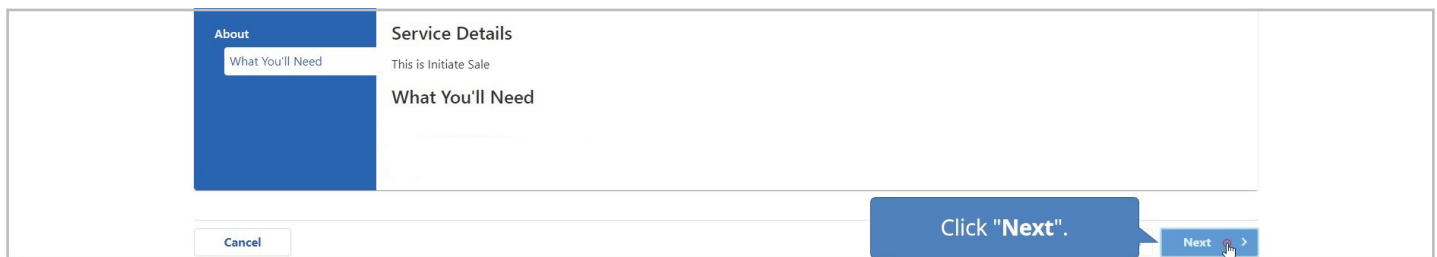 About
What You'll Need
Service Details
This is Initiate Sale
What You'll Need
Cancel
Click "Next".
Next